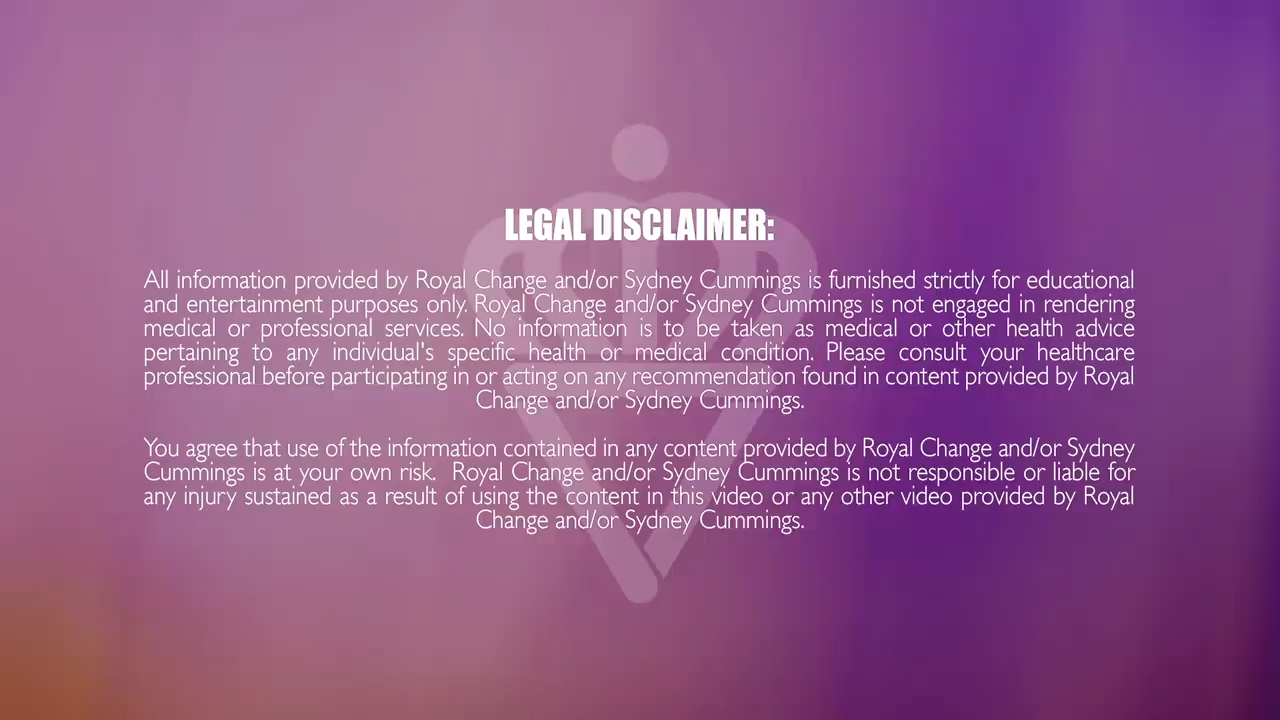 LEGAL DISCLAIMER:
All information provided by Royal Change and/or Sydney Cummings is furnished strictly for educational
and entertainment purposes only. Royal Change and/or Sydney Cummings is not engaged in rendering
medical or professional services. No information is to be taken as medical or other health advice
pertaining to any individual's specific health or medical condition. Please consult your healthcare
professional before participating in or acting on any recommendation found in content provided by Royal
Change and/or Sydney Cummings.
You agree that use of the information contained in any content provided by Royal Change and/or Sydney
Cummings is at your own risk.  Royal Change and/or Sydney Cummings is not responsible or liable for
any injury sustained as a result of using the content in this video or any other video provided by Royal
Change and/or Sydney Cummings.